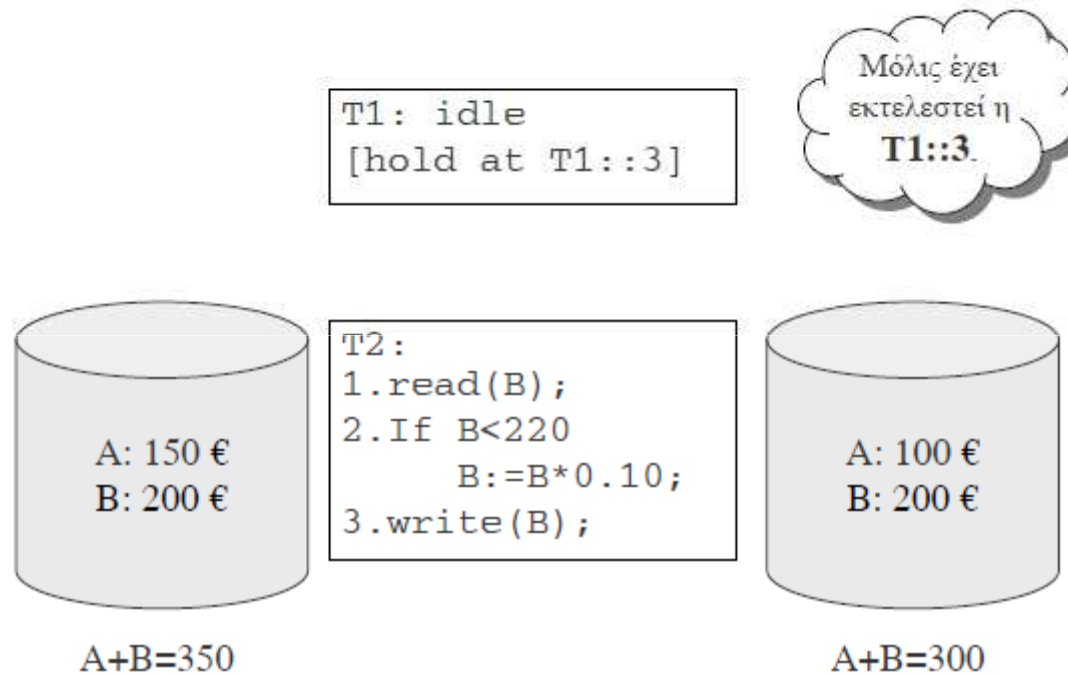 T1: idle
[hold at T1::3]
Μόλις έχει
εκτελεστεί η
T1::3.
A: 150 €
B: 200 €
A+B=350
T2:
1.read(B);
2.If B<220
B:=B*0.10;
3.write(B);
A: 100 €
B: 200 €
A+B=300